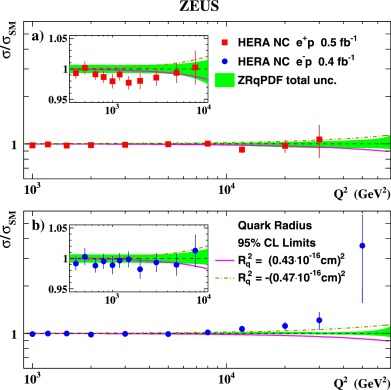 ZEUS
σ/σSM
a)
1.05
1
0.95
10³
10⁴
HERA NC e⁺p 0.5 fb⁻¹
HERA NC e⁻p 0.4 fb⁻¹
ZRqPDF total unc.
1
10³
10⁴
Q² (GeV²)
σ/σSM
b)
1.05
1
0.95
10³
10⁴
Quark Radius
95% CL Limits
R²q = (0.43·10⁻¹⁶cm)²
R²q = -(0.47·10⁻¹⁶cm)²
1
10³
10⁴
Q² (GeV²)